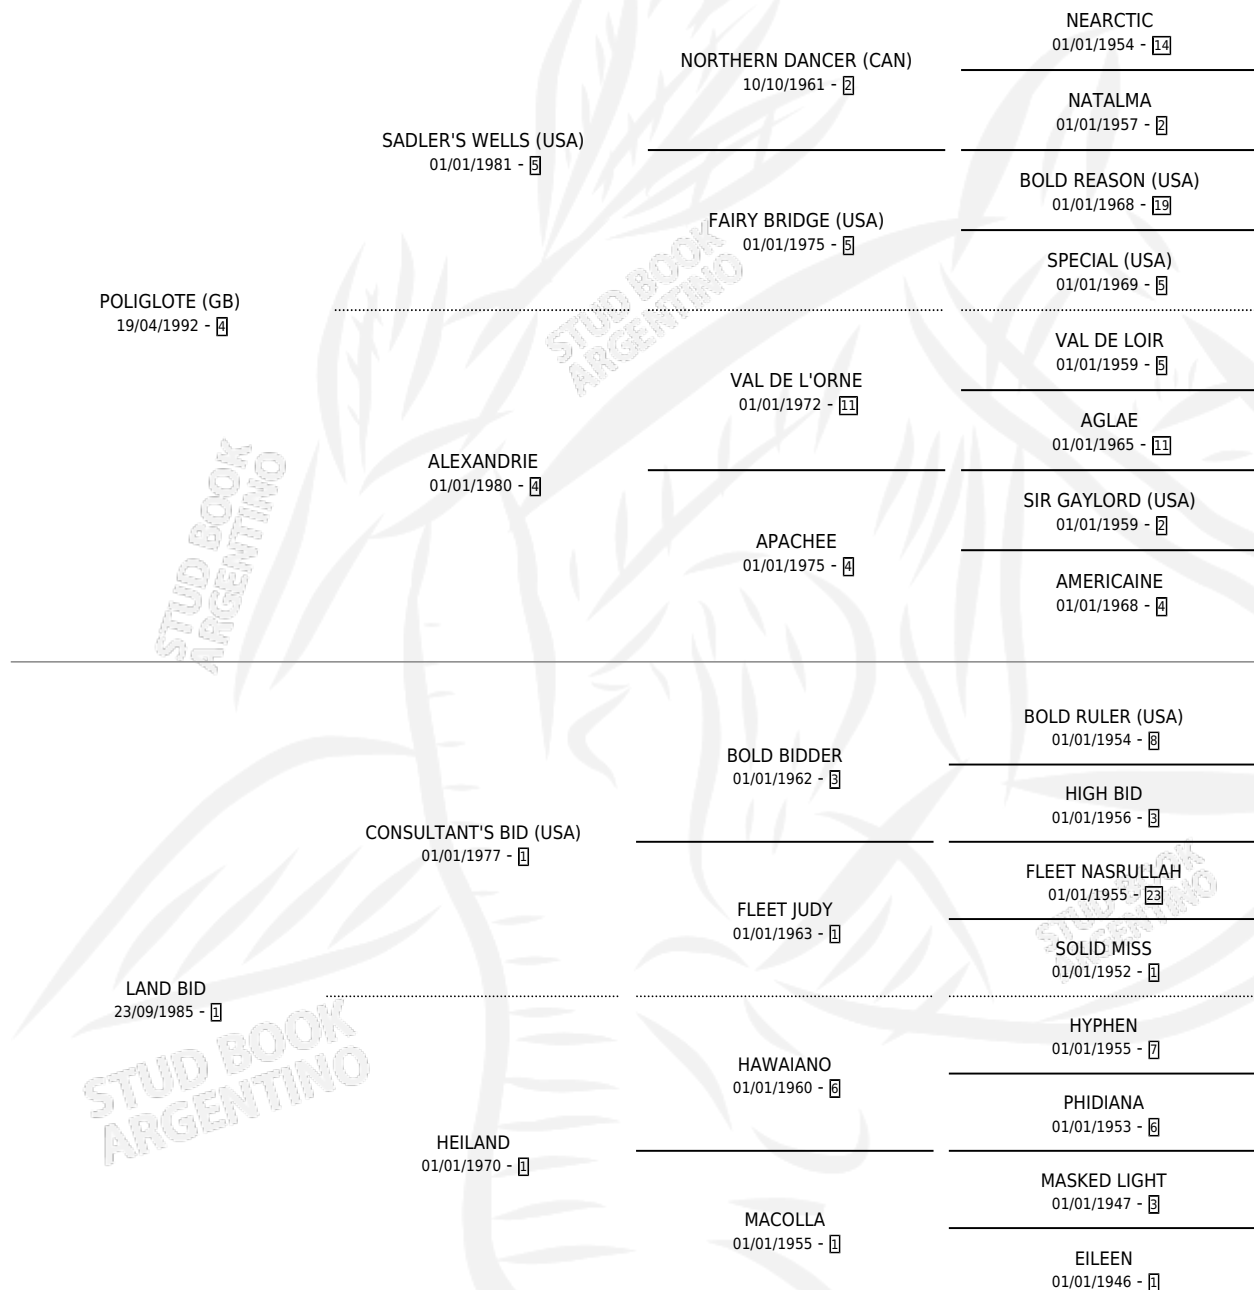 NEARCTIC
01/01/1954 - 14
NORTHERN DANCER (CAN)
10/10/1961 - 2
NATALMA
01/01/1957 - 2
SADLER'S WELLS (USA)
01/01/1981 - 5
BOLD REASON (USA)
01/01/1968 - 19
FAIRY BRIDGE (USA)
01/01/1975 - 5
SPECIAL (USA)
01/01/1969 - 5
STUD BOOK
ARGENTINO
POLIGLOTE (GB)
19/04/1992 - 4
VAL DE LOIR
01/01/1959 - 5
VAL DE L'ORNE
01/01/1972 - 11
AGLAE
01/01/1965 - 11
ALEXANDRIE
01/01/1980 - 4
SIR GAYLORD (USA)
01/01/1959 - 2
APACHEE
01/01/1975 - 4
AMERICAINE
01/01/1968 - 4
STUD BOOK
ARGENTINO
BOLD RULER (USA)
01/01/1954 - 8
BOLD BIDDER
01/01/1962 - 3
HIGH BID
01/01/1956 - 3
CONSULTANT'S BID (USA)
01/01/1977 - 1
FLEET NASRULLAH
01/01/1955 - 23
FLEET JUDY
01/01/1963 - 1
SOLID MISS
01/01/1952 - 1
STUD BOOK
ARGENTINO
LAND BID
23/09/1985 - 1
HYPHEN
01/01/1955 - 7
HAWAIANO
01/01/1960 - 6
PHIDIANA
01/01/1953 - 6
STUD BOOK
ARGENTINO
HEILAND
01/01/1970 - 1
MASKED LIGHT
01/01/1947 - 3
MACOLLA
01/01/1955 - 1
EILEEN
01/01/1946 - 1